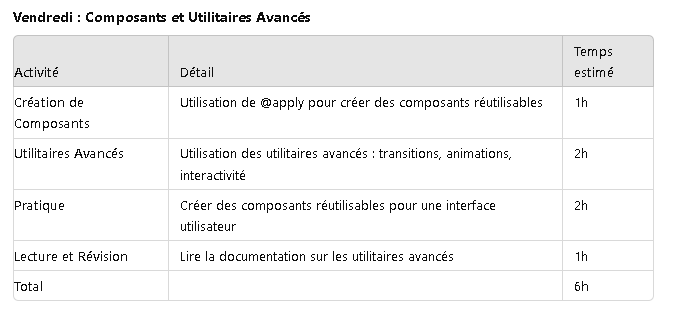 Vendredi : Composants et Utilitaires Avancés
Activité Détail Temps estimé
Création de Composants Utilisation de @apply pour créer des composants réutilisables 1h
Utilitaires Avancés Utilisation des utilitaires avancés : transitions, animations, interactivité 2h
Pratique Créer des composants réutilisables pour une interface utilisateur 2h
Lecture et Révision Lire la documentation sur les utilitaires avancés 1h
Total 6h